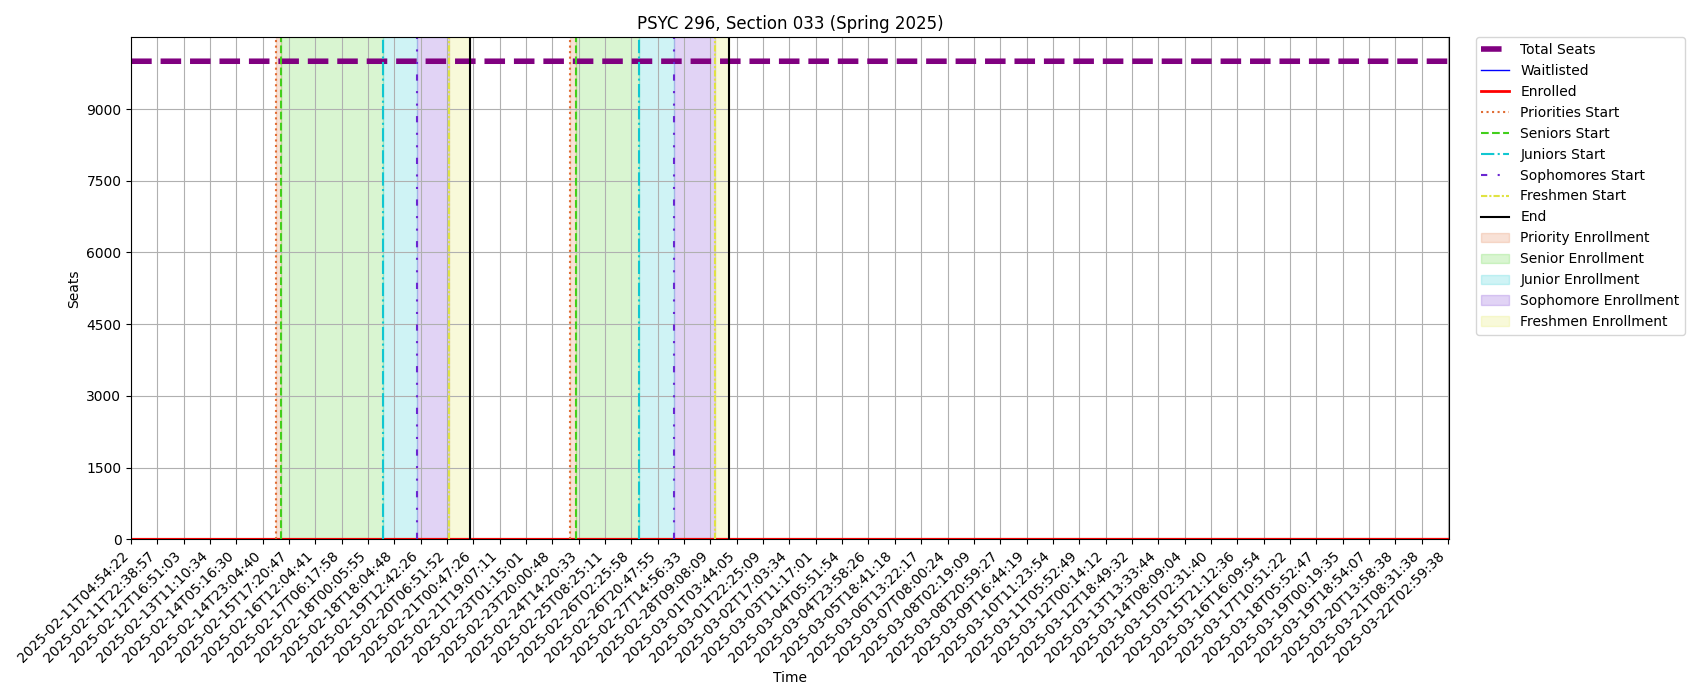 PSYC 296, Section 033 (Spring 2025)
Total Seats
Waitlisted
Enrolled
Priorities Start
Seniors Start
Juniors Start
Sophomores Start
Freshmen Start
End
Priority Enrollment
Senior Enrollment
Junior Enrollment
Sophomore Enrollment
Freshmen Enrollment
Seats
9000
7500
6000
4500
3000
1500
0
2025-02-11T04:54:22
2025-02-11T22:38:57
2025-02-12T16:51:03
2025-02-13T11:10:34
2025-02-14T05:16:30
2025-02-14T23:04:40
2025-02-15T17:20:47
2025-02-16T12:04:41
2025-02-17T06:17:58
2025-02-18T00:05:55
2025-02-18T18:04:48
2025-02-19T12:42:26
2025-02-20T06:51:52
2025-02-21T00:47:26
2025-02-21T19:07:11
2025-02-22T13:15:01
2025-02-23T20:00:48
2025-02-24T14:20:33
2025-02-25T08:25:11
2025-02-26T02:25:58
2025-02-26T20:47:55
2025-02-27T14:56:33
2025-02-28T09:08:09
2025-03-01T03:44:05
2025-03-01T22:25:09
2025-03-02T17:03:34
2025-03-03T11:17:01
2025-03-04T05:51:54
2025-03-04T23:58:26
2025-03-05T18:41:18
2025-03-06T13:22:17
2025-03-07T08:00:24
2025-03-08T02:19:09
2025-03-08T20:59:27
2025-03-09T16:44:19
2025-03-10T11:23:54
2025-03-11T05:52:49
2025-03-12T00:14:12
2025-03-12T18:49:32
2025-03-13T13:33:44
2025-03-14T08:09:04
2025-03-15T02:31:40
2025-03-15T21:12:36
2025-03-16T16:09:54
2025-03-17T10:51:22
2025-03-18T05:52:47
2025-03-19T00:19:35
2025-03-19T18:54:07
2025-03-20T13:58:38
2025-03-21T08:31:38
2025-03-22T02:59:38
Time